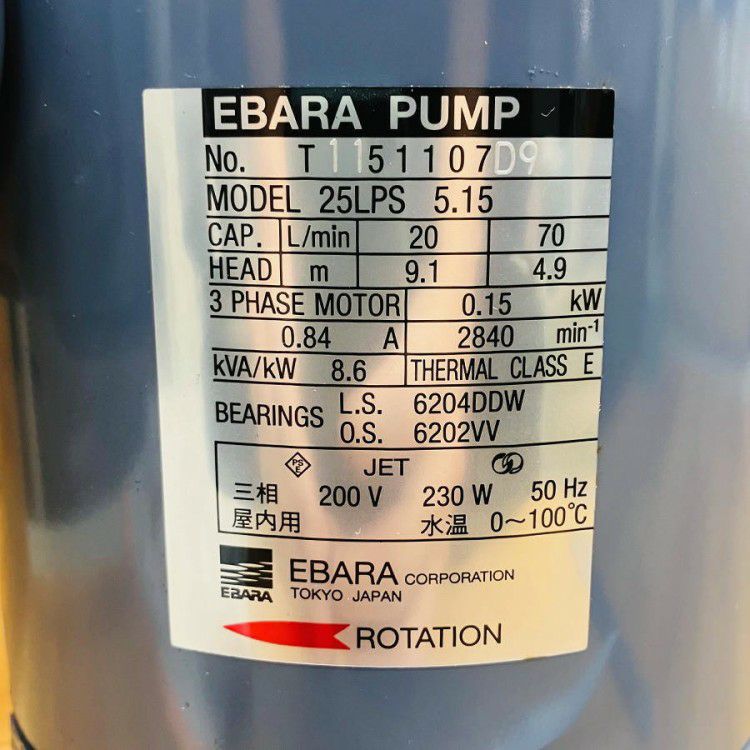 EBARA PUMP
No. T1151107D9
MODEL 25LPS 5.15
CAP. L/min 20 70
HEAD m 9.1 4.9
3 PHASE MOTOR 0.15 kW
0.84 A 2840 min-1
kVA/kW 8.6 THERMAL CLASS E
BEARINGS L.S. 6204DDW
O.S. 6202VV
PS E JET
三相 200 V 230 W 50 Hz
屋内用 水温 0〜100℃
EBARA
EBARA CORPORATION
TOKYO JAPAN
ROTATION